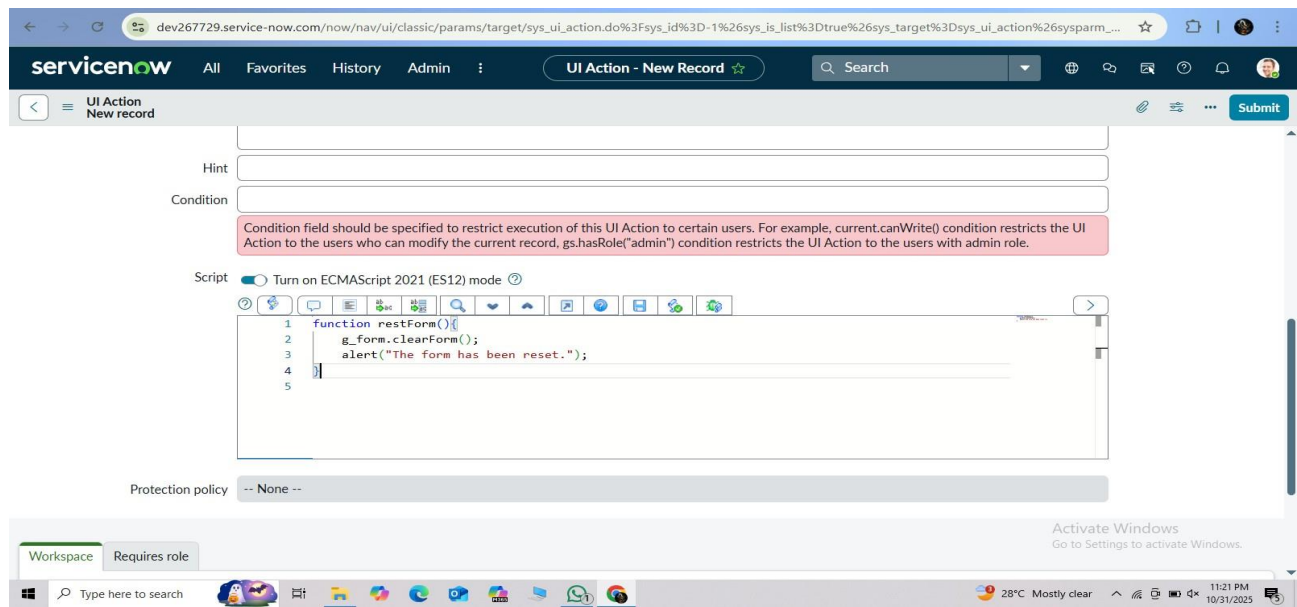 dev267729.service-now.com/now/nav/ui/classic/params/target/sys_ui_action.do%3Fsys_id%3D-1%26sys_is_list%3Dtrue%26sys_target%3Dsys_ui_action%26sysparm_...
servicenow All Favorites History Admin UI Action - New Record Search
UI Action
New record
Submit
Hint
Condition
Condition field should be specified to restrict execution of this UI Action to certain users. For example, current.canWrite() condition restricts the UI
Action to the users who can modify the current record, gs.hasRole("admin") condition restricts the UI Action to the users with admin role.
Script Turn on ECMAScript 2021 (ES12) mode
1 function restForm(){
2 g_form.clearForm();
3 alert("The form has been reset.");
4 }
5
Protection policy -- None --
Activate Windows
Go to Settings to activate Windows.
Workspace Requires role
Type here to search 28°C Mostly clear 11:21 PM
10/31/2025